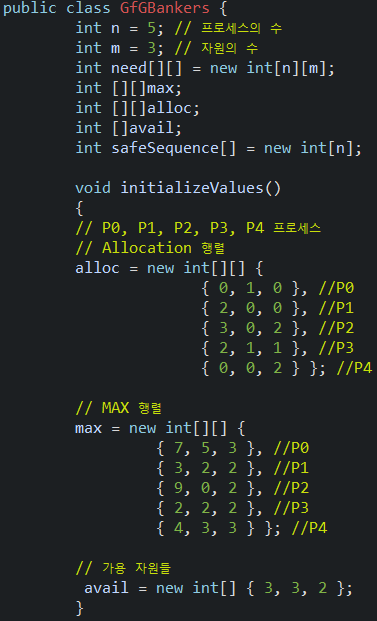 public class GfGBankers {
int n = 5; // 프로세스의 수
int m = 3; // 자원의 수
int need[][] = new int[n][m];
int [][]max;
int [][]alloc;
int []avail;
int safeSequence[] = new int[n];
void initializeValues()
{
// P0, P1, P2, P3, P4 프로세스
// Allocation 행렬
alloc = new int[][] {
{ 0, 1, 0 }, //P0
{ 2, 0, 0 }, //P1
{ 3, 0, 2 }, //P2
{ 2, 1, 1 }, //P3
{ 0, 0, 2 } }; //P4
// MAX 행렬
max = new int[][] {
{ 7, 5, 3 }, //P0
{ 3, 2, 2 }, //P1
{ 9, 0, 2 }, //P2
{ 2, 2, 2 }, //P3
{ 4, 3, 3 } }; //P4
// 가용 자원들
avail = new int[] { 3, 3, 2 };
}